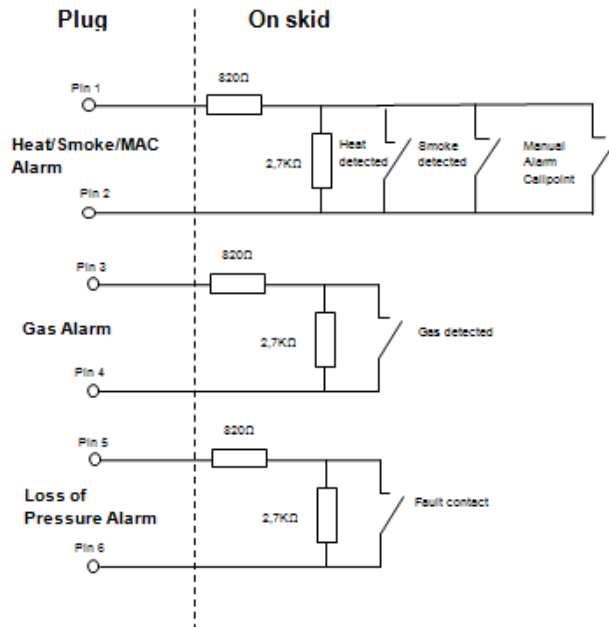 Plug
On skid
820Ω
Pin 1
Heat/Smoke/MAC
Alarm
2,7KΩ
Heat
detected
Smoke
detected
Manual
Alarm
Callpoint
Pin 2
820Ω
Pin 3
Gas Alarm
2,7KΩ
Gas detected
Pin 4
820Ω
Pin 5
Loss of
Pressure Alarm
2,7KΩ
Fault contact
Pin 6